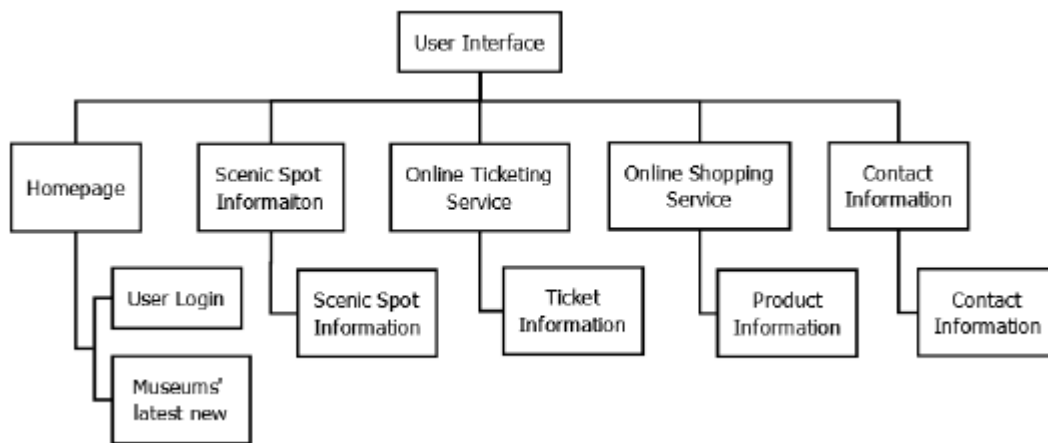 User Interface
Homepage
Scenic Spot
Informaiton
Online Ticketing
Service
Online Shopping
Service
Contact
Information
User Login
Museums'
latest new
Scenic Spot
Information
Ticket
Information
Product
Information
Contact
Information